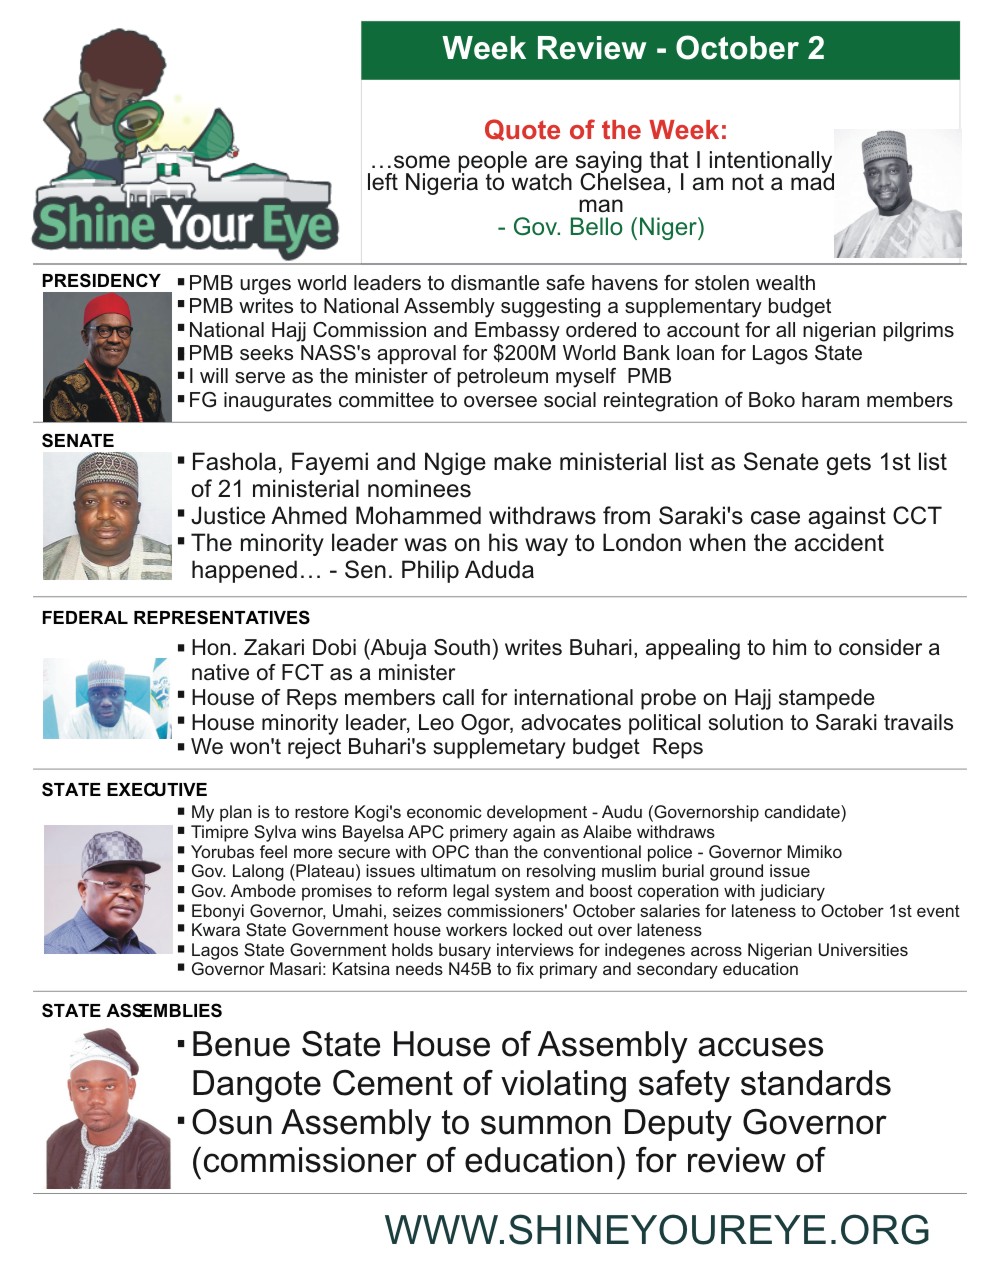 Shine Your Eye
Week Review - October 2
Quote of the Week:
…some people are saying that I intentionally
left Nigeria to watch Chelsea, I am not a mad
man
- Gov. Bello (Niger)
PRESIDENCY
▪PMB urges world leaders to dismantle safe havens for stolen wealth
▪PMB writes to National Assembly suggesting a supplementary budget
▪National Hajj Commission and Embassy ordered to account for all nigerian pilgrims
▪PMB seeks NASS's approval for $200M World Bank loan for Lagos State
▪I will serve as the minister of petroleum myself  PMB
▪FG inaugurates committee to oversee social reintegration of Boko haram members
SENATE
▪Fashola, Fayemi and Ngige make ministerial list as Senate gets 1st list
of 21 ministerial nominees
▪Justice Ahmed Mohammed withdraws from Saraki's case against CCT
▪The minority leader was on his way to London when the accident
happened… - Sen. Philip Aduda
FEDERAL REPRESENTATIVES
▪Hon. Zakari Dobi (Abuja South) writes Buhari, appealing to him to consider a
native of FCT as a minister
▪House of Reps members call for international probe on Hajj stampede
▪House minority leader, Leo Ogor, advocates political solution to Saraki travails
▪We won't reject Buhari's supplemetary budget  Reps
STATE EXECUTIVE
▪My plan is to restore Kogi's economic development - Audu (Governorship candidate)
▪Timipre Sylva wins Bayelsa APC primery again as Alaibe withdraws
▪Yorubas feel more secure with OPC than the conventional police - Governor Mimiko
▪Gov. Lalong (Plateau) issues ultimatum on resolving muslim burial ground issue
▪Gov. Ambode promises to reform legal system and boost coperation with judiciary
▪Ebonyi Governor, Umahi, seizes commissioners' October salaries for lateness to October 1st event
▪Kwara State Government house workers locked out over lateness
▪Lagos State Government holds busary interviews for indegenes across Nigerian Universities
▪Governor Masari: Katsina needs N45B to fix primary and secondary education
STATE ASSEMBLIES
▪Benue State House of Assembly accuses
Dangote Cement of violating safety standards
▪Osun Assembly to summon Deputy Governor
(commissioner of education) for review of
WWW.SHINEYOUREYE.ORG